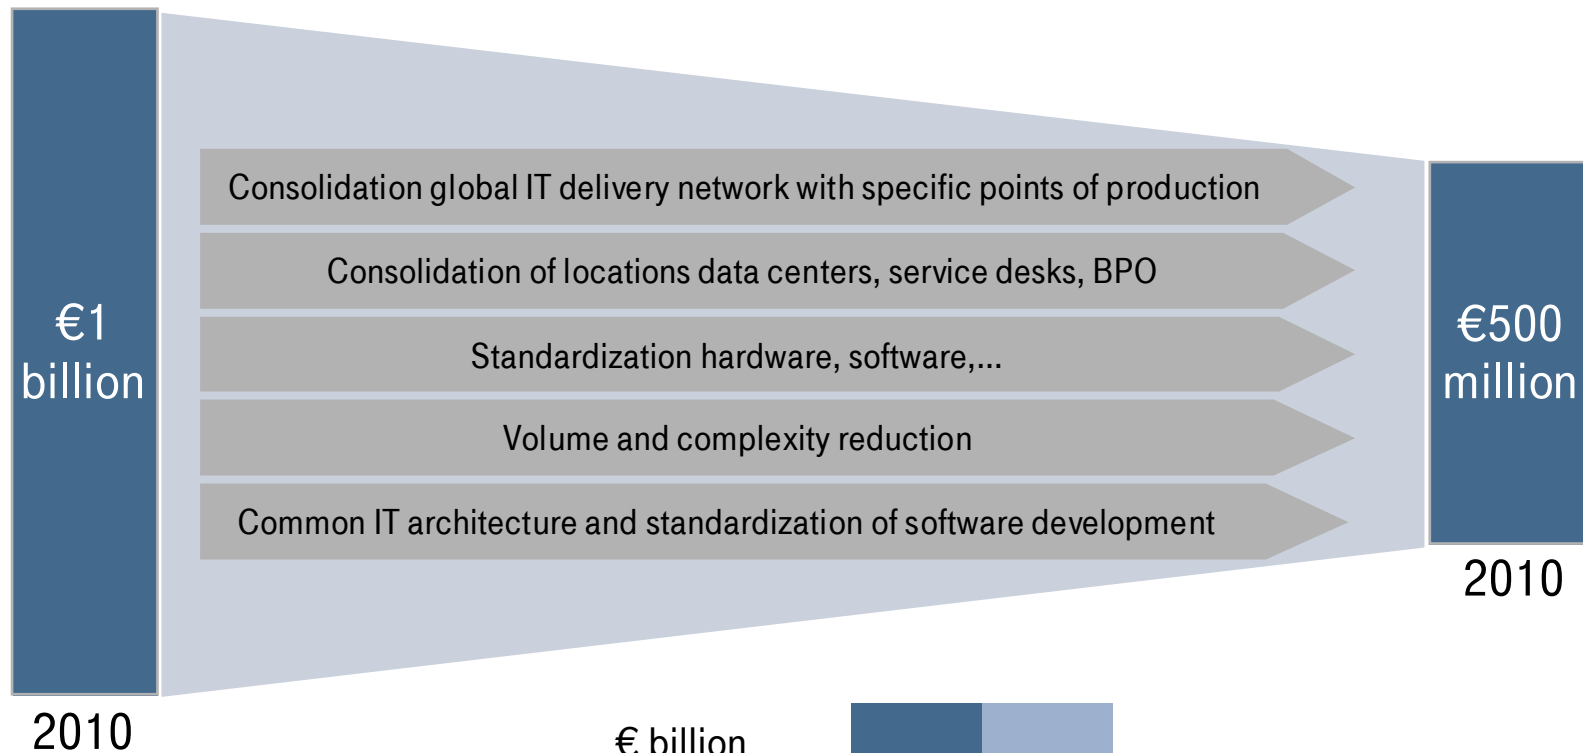 €1
billion
2010
Consolidation global IT delivery network with specific points of production
Consolidation of locations data centers, service desks, BPO
Standardization hardware, software,...
Volume and complexity reduction
Common IT architecture and standardization of software development
€500
million
2010
€ billion